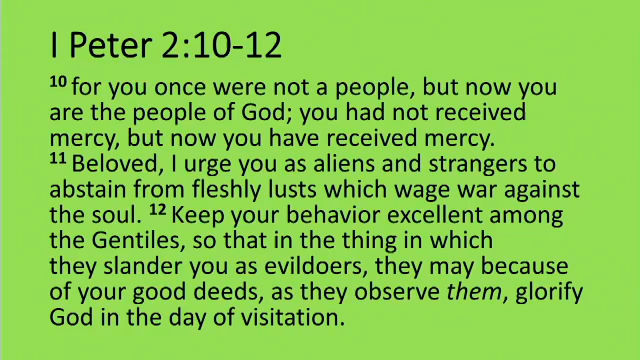 I Peter 2:10-12
10 for you once were not a people, but now you
are the people of God; you had not received
mercy, but now you have received mercy.
11 Beloved, I urge you as aliens and strangers to
abstain from fleshly lusts which wage war against
the soul. 12 Keep your behavior excellent among
the Gentiles, so that in the thing in which
they slander you as evildoers, they may because
of your good deeds, as they observe them, glorify
God in the day of visitation.